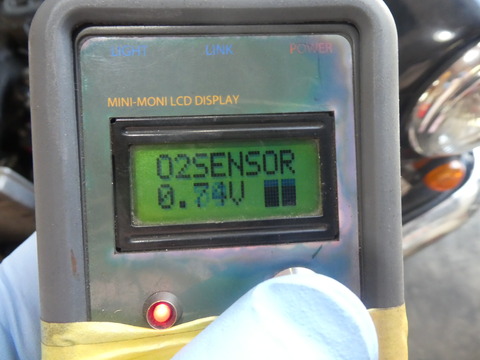 LIGHT LINK POWER
MINI-MONI LCD DISPLAY
O2SENSOR
0.74V